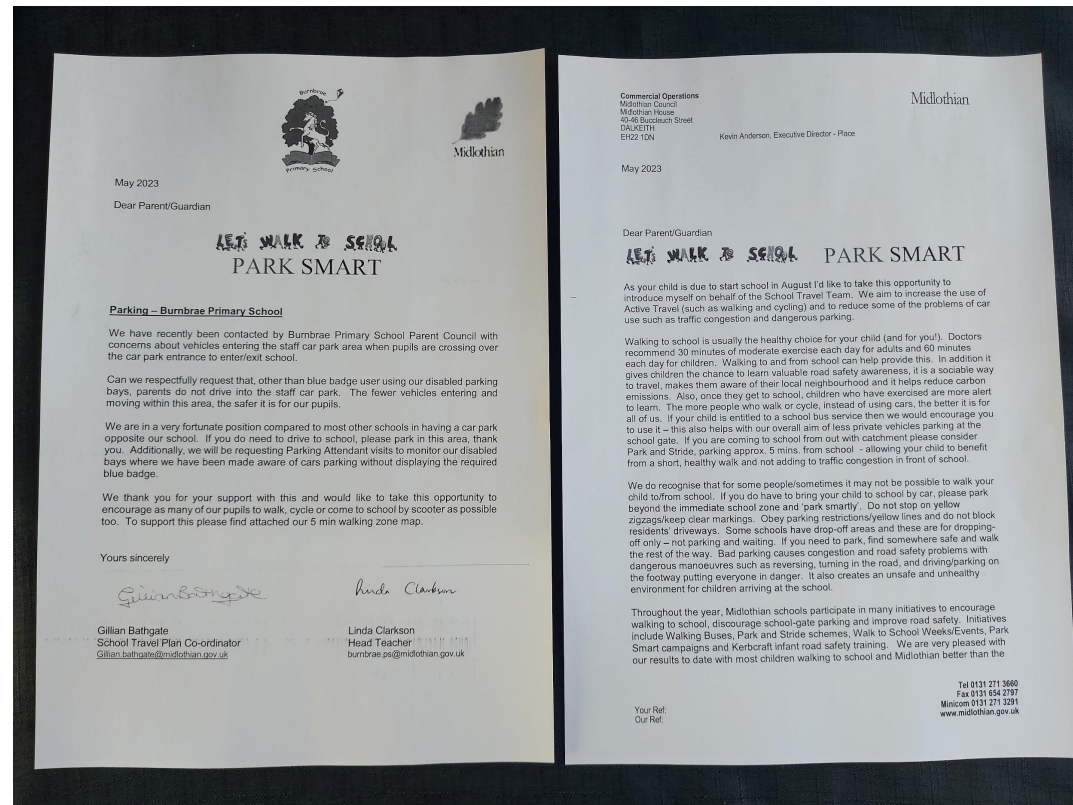 Burnbrae
Primary School
Midlothian
May 2023
Dear Parent/Guardian
LET'S WALK TO SCHOOL
PARK SMART
Parking – Burnbrae Primary School
We have recently been contacted by Burnbrae Primary School Parent Council with
concerns about vehicles entering the staff car park area when pupils are crossing over
the car park entrance to enter/exit school.
Can we respectfully request that, other than blue badge user using our disabled parking
bays, parents do not drive into the staff car park. The fewer vehicles entering and
moving within this area, the safer it is for our pupils.
We are in a very fortunate position compared to most other schools in having a car park
opposite our school. If you do need to drive to school, please park in this area, thank
you. Additionally, we will be requesting Parking Attendant visits to monitor our disabled
bays where we have been made aware of cars parking without displaying the required
blue badge.
We thank you for your support with this and would like to take this opportunity to
encourage as many of our pupils to walk, cycle or come to school by scooter as possible
too. To support this please find attached our 5 min walking zone map.
Yours sincerely
Gillian Bathgate
Linda Clarkson
Gillian Bathgate
School Travel Plan Co-ordinator
Gillian.bathgate@midlothian.gov.uk
Linda Clarkson
Head Teacher
burnbrae.ps@midlothian.gov.uk
Commercial Operations
Midlothian Council
Midlothian House
40-46 Buccleuch Street
DALKEITH
EH22 1DN
Kevin Anderson, Executive Director - Place
Midlothian
May 2023
Dear Parent/Guardian
LET'S WALK TO SCHOOL PARK SMART
As your child is due to start school in August I'd like to take this opportunity to
introduce myself on behalf of the School Travel Team. We aim to increase the use of
Active Travel (such as walking and cycling) and to reduce some of the problems of car
use such as traffic congestion and dangerous parking.
Walking to school is usually the healthy choice for your child (and for you!). Doctors
recommend 30 minutes of moderate exercise each day for adults and 60 minutes
each day for children. Walking to and from school can help provide this. In addition it
gives children the chance to learn valuable road safety awareness, it is a sociable way
to travel, makes them aware of their local neighbourhood and it helps reduce carbon
emissions. Also, once they get to school, children who have exercised are more alert
to learn. The more people who walk or cycle, instead of using cars, the better it is for
all of us. If your child is entitled to a school bus service then we would encourage you
to use it – this also helps with our overall aim of less private vehicles parking at the
school gate. If you are coming to school from out with catchment please consider
Park and Stride, parking approx. 5 mins. from school - allowing your child to benefit
from a short, healthy walk and not adding to traffic congestion in front of school.
We do recognise that for some people/sometimes it may not be possible to walk your
child to/from school. If you do have to bring your child to school by car, please park
beyond the immediate school zone and 'park smartly'. Do not stop on yellow
zigzags/keep clear markings. Obey parking restrictions/yellow lines and do not block
residents' driveways. Some schools have drop-off areas and these are for dropping-
off only – not parking and waiting. If you need to park, find somewhere safe and walk
the rest of the way. Bad parking causes congestion and road safety problems with
dangerous manoeuvres such as reversing, turning in the road, and driving/parking on
the footway putting everyone in danger. It also creates an unsafe and unhealthy
environment for children arriving at the school.
Throughout the year, Midlothian schools participate in many initiatives to encourage
walking to school, discourage school-gate parking and improve road safety. Initiatives
include Walking Buses, Park and Stride schemes, Walk to School Weeks/Events, Park
Smart campaigns and Kerbcraft infant road safety training. We are very pleased with
our results to date with most children walking to school and Midlothian better than the
Your Ref:
Our Ref:
Tel 0131 271 3660
Fax 0131 654 2797
Minicom 0131 271 3291
www.midlothian.gov.uk